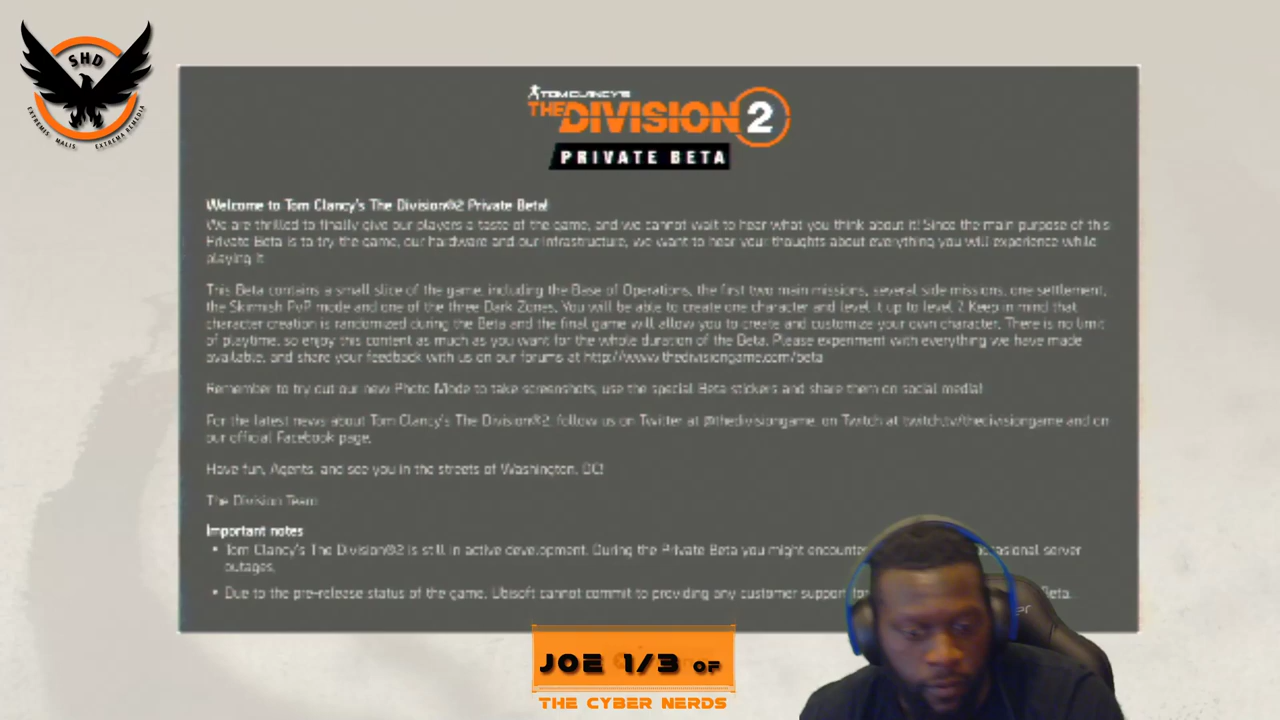 SHD
EXTREMIS MALIS EXTREMA REMEDIA
TOM CLANCY'S
THE DIVISION 2
PRIVATE BETA
Welcome to Tom Clancy's The Division®2 Private Beta!
We are thrilled to finally give our players a taste of the game, and we cannot wait to hear what you think about it! Since the main purpose of this
Private Beta is to try the game, our hardware and our infrastructure, we want to hear your thoughts about everything you will experience while
playing it.
This Beta contains a small slice of the game, including the Base of Operations, the first two main missions, several side missions, one settlement,
the Skirmish PvP mode and one of the three Dark Zones. You will be able to create one character and level it up to level 7. Keep in mind that
character creation is randomized during the Beta and the final game will allow you to create and customize your own character. There is no limit
of playtime, so enjoy this content as much as you want for the whole duration of the Beta. Please experiment with everything we have made
available, and share your feedback with us on our forums at http://www.thedivisiongame.com/beta
Remember to try out our new Photo Mode to take screenshots, use the special Beta stickers and share them on social media!
For the latest news about Tom Clancy's The Division®2, follow us on Twitter at @thedivisiongame, on Twitch at twitch.tv/thedivisiongame and on
our official Facebook page.
Have fun, Agents, and see you in the streets of Washington, DC!
The Division Team
Important notes
• Tom Clancy's The Division®2 is still in active development. During the Private Beta you might encounter occasional server
outages.
• Due to the pre-release status of the game, Ubisoft cannot commit to providing any customer support for Beta.
JOE 1/3 OF
THE CYBER NERDS